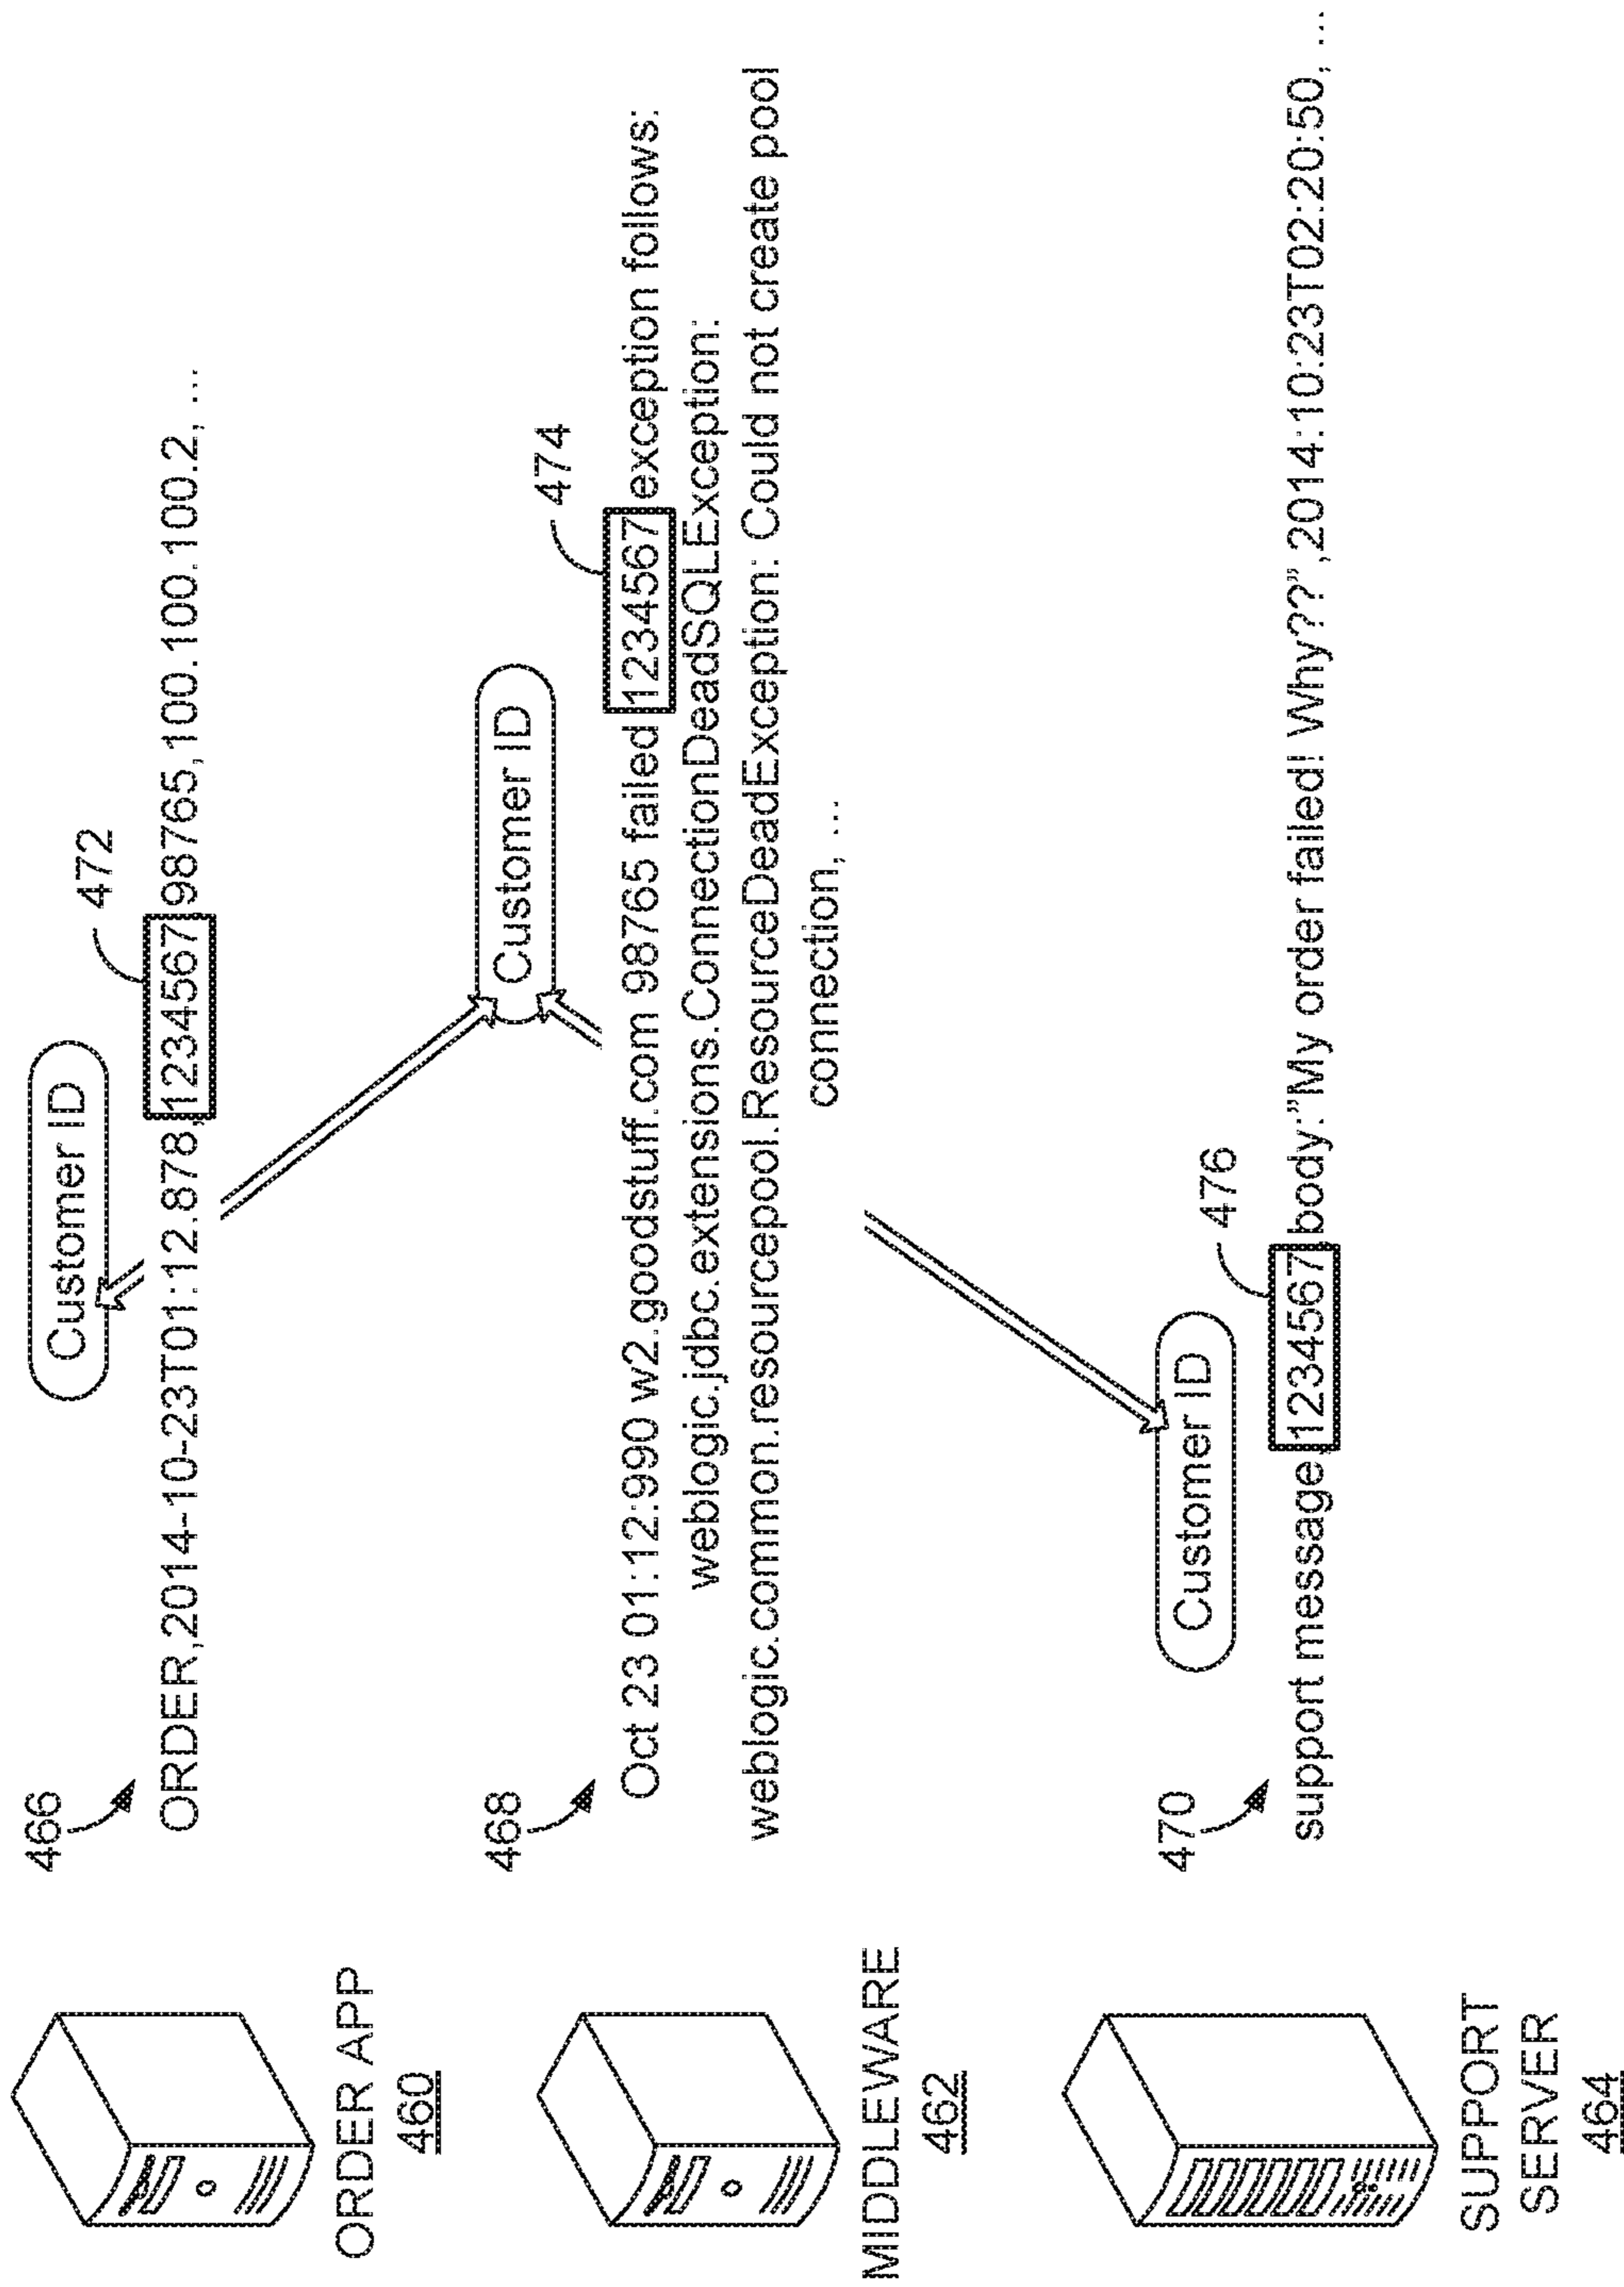 ORDER APP
460
466
Customer ID
472
ORDER,2014-10-23T01:12.878,1234567,98765,100.100.100.2, ...
MIDDLEWARE
462
468
Customer ID
474
Oct 23 01:12:990 w2.goodstuff.com 98765 failed 1234567 exception follows:
weblogic.jdbc.extensions.ConnectionDeadSQLException:
weblogic.common.resourcepool.ResourceDeadException: Could not create pool
connection, ...
SUPPORT
SERVER
464
470
Customer ID
476
support message,1234567,body:”My order failed! Why??”,2014:10:23T02:20:50, ...